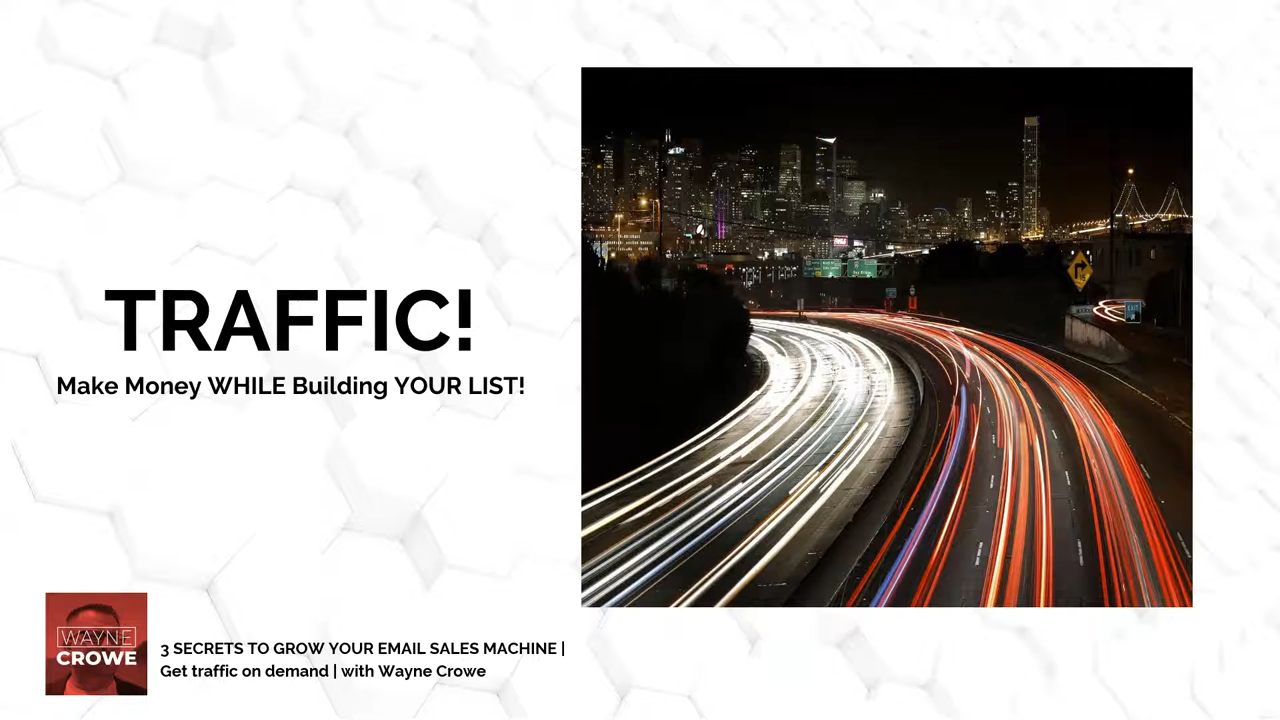 TRAFFIC!
Make Money WHILE Building YOUR LIST!
WAYNE
CROWE
3 SECRETS TO GROW YOUR EMAIL SALES MACHINE |
Get traffic on demand | with Wayne Crowe
EXIT